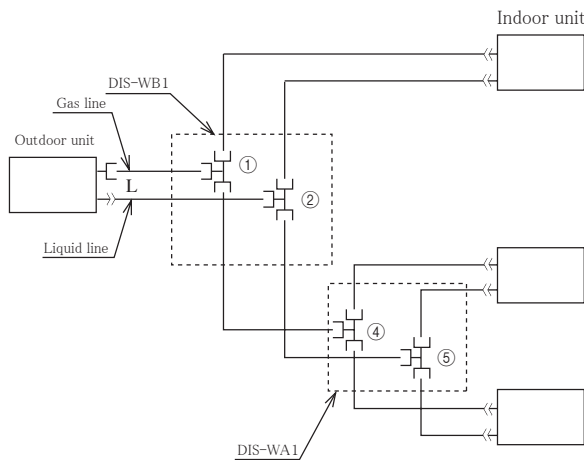 Indoor unit
DIS-WB1
Gas line
Outdoor unit
①
L
②
Liquid line
④
⑤
DIS-WA1